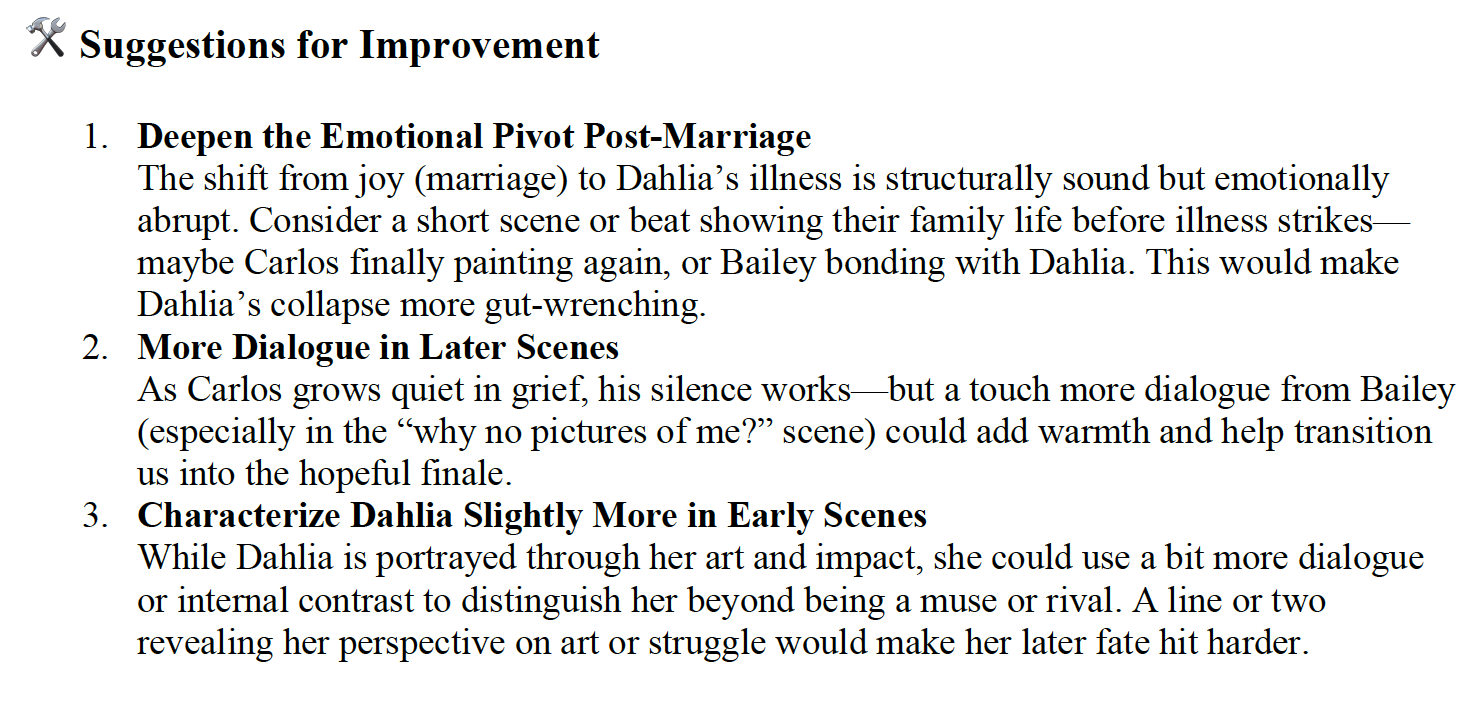 🛠 Suggestions for Improvement
1. Deepen the Emotional Pivot Post-Marriage
The shift from joy (marriage) to Dahlia’s illness is structurally sound but emotionally
abrupt. Consider a short scene or beat showing their family life before illness strikes—
maybe Carlos finally painting again, or Bailey bonding with Dahlia. This would make
Dahlia’s collapse more gut-wrenching.
2. More Dialogue in Later Scenes
As Carlos grows quiet in grief, his silence works—but a touch more dialogue from Bailey
(especially in the “why no pictures of me?” scene) could add warmth and help transition
us into the hopeful finale.
3. Characterize Dahlia Slightly More in Early Scenes
While Dahlia is portrayed through her art and impact, she could use a bit more dialogue
or internal contrast to distinguish her beyond being a muse or rival. A line or two
revealing her perspective on art or struggle would make her later fate hit harder.